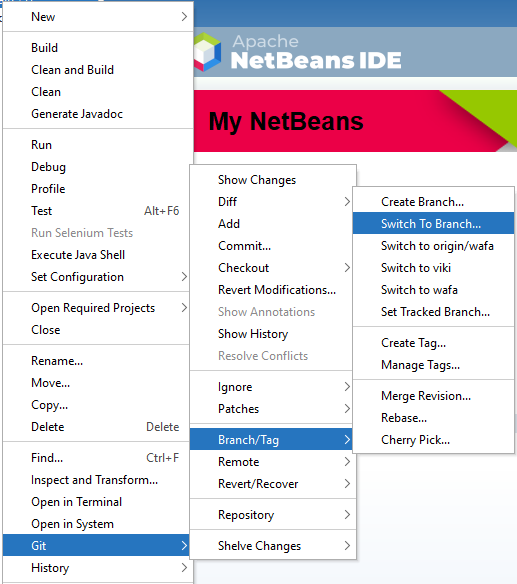 New
Build
Clean and Build
Clean
Generate Javadoc
Run
Debug
Profile
Test Alt+F6
Run Selenium Tests
Execute Java Shell
Set Configuration
Open Required Projects
Close
Rename...
Move...
Copy...
Delete Delete
Find... Ctrl+F
Inspect and Transform...
Open in Terminal
Open in System
Git
History
Apache
NetBeans IDE
My NetBeans
Show Changes
Diff
Add
Commit...
Checkout
Revert Modifications...
Show Annotations
Show History
Resolve Conflicts
Ignore
Patches
Branch/Tag
Remote
Revert/Recover
Repository
Shelve Changes
Create Branch...
Switch To Branch...
Switch to origin/wafa
Switch to viki
Switch to wafa
Set Tracked Branch...
Create Tag...
Manage Tags...
Merge Revision...
Rebase...
Cherry Pick...